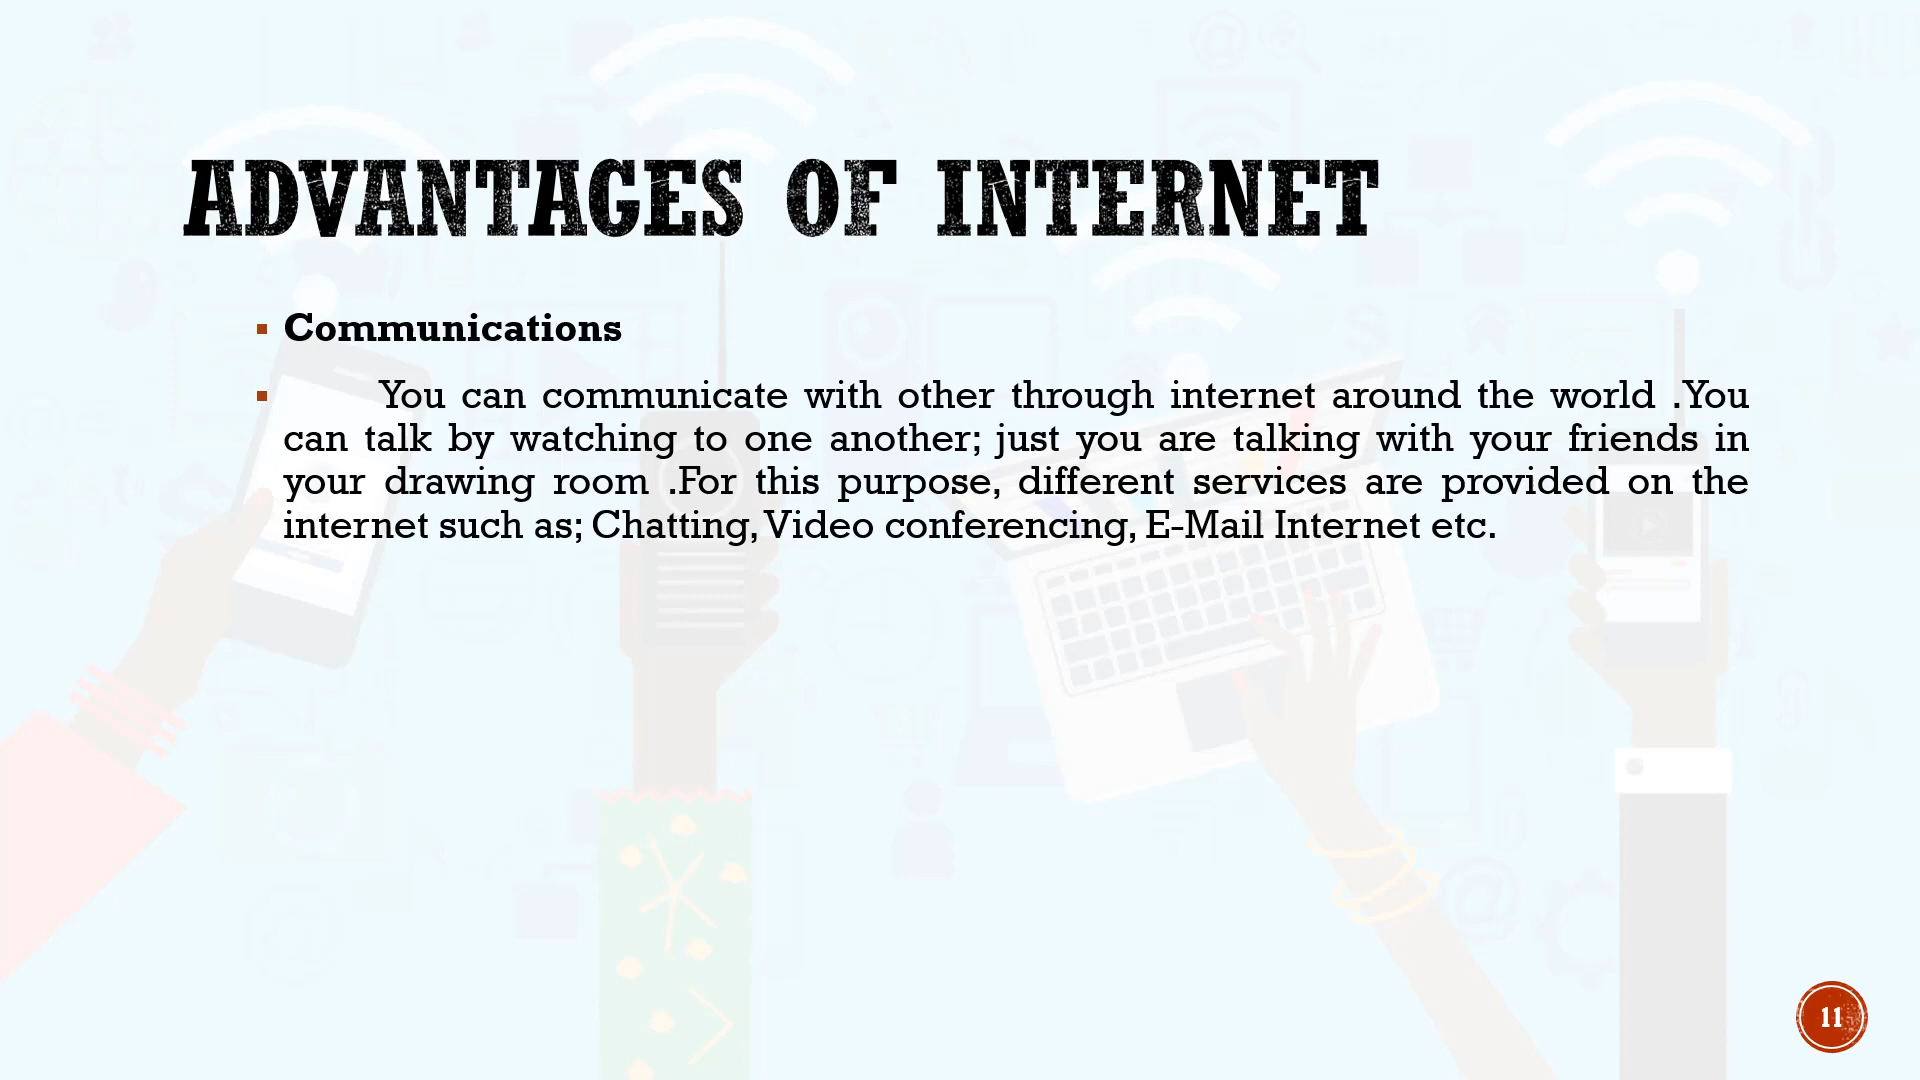 ADVANTAGES OF INTERNET
▪ Communications
▪ You can communicate with other through internet around the world .You
can talk by watching to one another; just you are talking with your friends in
your drawing room .For this purpose, different services are provided on the
internet such as; Chatting, Video conferencing, E-Mail Internet etc.
11